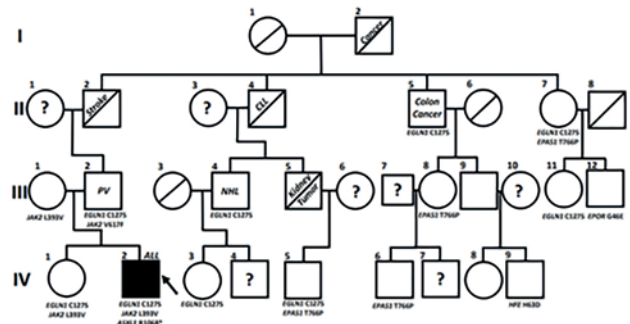 1
2
I
Cancer
1
2
3
4
5
6
7
8
II
?
Stroke
?
CLL
Colon
Cancer
EGLN1 C127S
EGLN1 C127S
EPAS1 T766P
1
2
3
4
5
6
7
8
9
10
11
12
III
PV
NHL
Kidney
Tumor
?
?
?
JAK2 L393V
EGLN1 C127S
JAK2 V617F
EGLN1 C127S
EPAS1 T766P
EGLN1 C127S
EPOR G46E
1
2
ALL
3
4
5
6
7
8
9
IV
?
?
EGLN1 C127S
JAK2 L393V
EGLN1 C127S
JAK2 L393V
EGLN1 C127S
EGLN1 C127S
EPAS1 T766P
EPAS1 T766P
HFE H63D